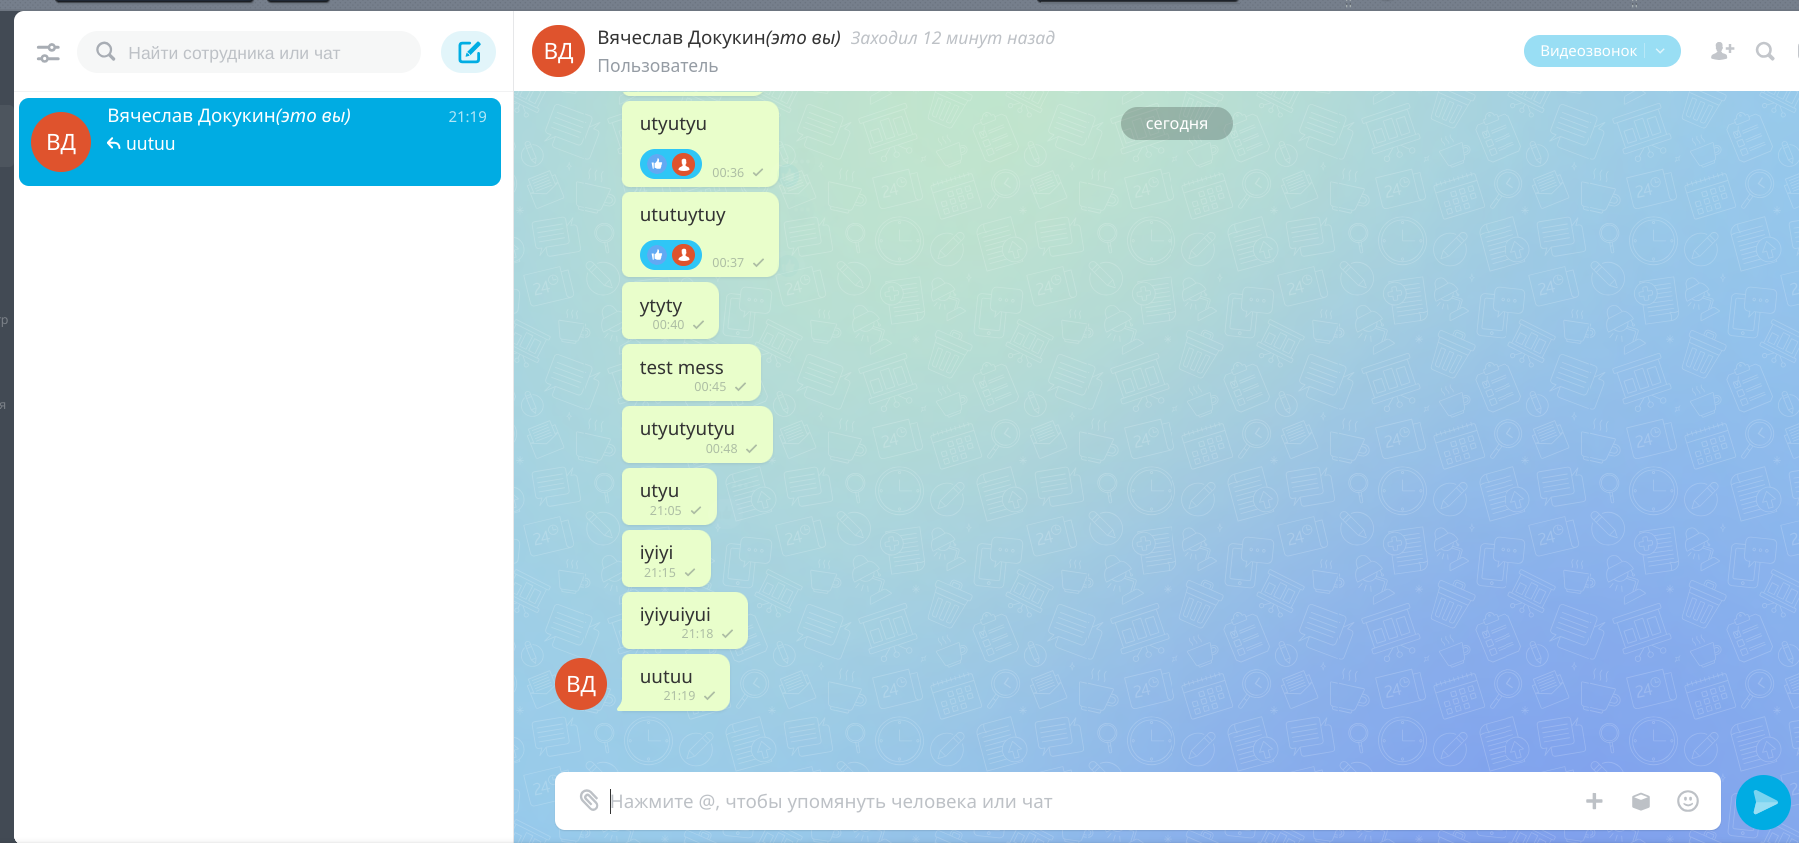 Найти сотрудника или чат
ВД
Вячеслав Докукин(это вы)
21:19
uutuu
ВД
Вячеслав Докукин(это вы) Заходил 12 минут назад
Пользователь
Видеозвонок
сегодня
utyutyu
00:36
ututuytuy
00:37
ytyty
00:40
test mess
00:45
utyutyutyu
00:48
utyu
21:05
iyiyi
21:15
iyiyuiyui
21:18
ВД
uutuu
21:19
Нажмите @, чтобы упомянуть человека или чат